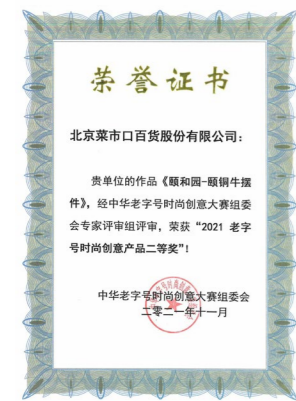 荣誉证书
北京菜市口百货股份有限公司：
贵单位的作品《颐和园-颐铜牛摆
件》，经中华老字号时尚创意大赛组委
会专家评审组评审，荣获“2021 老字
号时尚创意产品二等奖”！
中华老字号时尚创意大赛组委会
二零二一年十一月